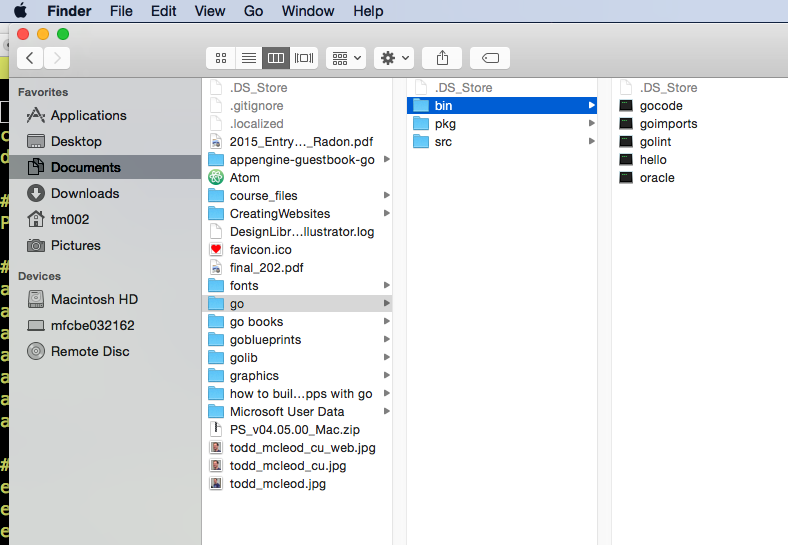 Finder File Edit View Go Window Help
Favorites
Applications
Desktop
Documents
Downloads
tm002
Pictures
Devices
Macintosh HD
mfcbe032162
Remote Disc
.DS_Store
.gitignore
.localized
2015_Entry..._Radon.pdf
appengine-guestbook-go
Atom
course_files
CreatingWebsites
DesignLibr...llustrator.log
favicon.ico
final_202.pdf
fonts
go
go books
goblueprints
golib
graphics
how to buil...pps with go
Microsoft User Data
PS_v04.05.00_Mac.zip
todd_mcleod_cu_web.jpg
todd_mcleod_cu.jpg
todd_mcleod.jpg
.DS_Store
bin
pkg
src
.DS_Store
gocode
goimports
golint
hello
oracle